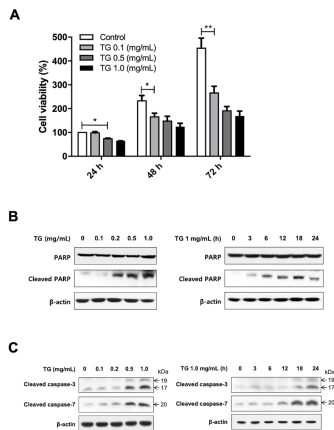 A
Control
TG 0.1 (mg/mL)
TG 0.5 (mg/mL)
TG 1.0 (mg/mL)
Cell viability (%)
500
400
300
200
100
0
*
*
**
24 h
48 h
72 h
B
TG (mg/mL) 0 0.1 0.2 0.5 1.0
PARP
Cleaved PARP
β-actin
TG 1 mg/mL (h) 0 3 6 12 18 24
PARP
Cleaved PARP
β-actin
C
TG (mg/mL) 0 0.1 0.2 0.5 1.0 kDa
Cleaved caspase-3 19
17
Cleaved caspase-7 20
β-actin
TG 1.0 mg/mL (h) 0 3 6 12 18 24 kDa
Cleaved caspase-3 19
17
Cleaved caspase-7 20
β-actin